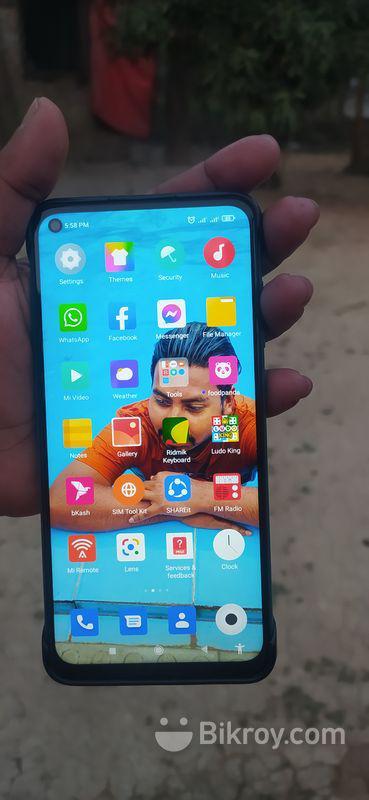 5:58 PM
Settings
Themes
Security
Music
WhatsApp
Facebook
Messenger
File Manager
Mi Video
Weather
Tools
foodpanda
Notes
Gallery
Ridmik
Keyboard
LUDO
KING
Ludo King
bKash
SIM Tool Kit
SHAREit
FM Radio
Mi Remote
Lens
Services &
feedback
Clock
Bikroy.com